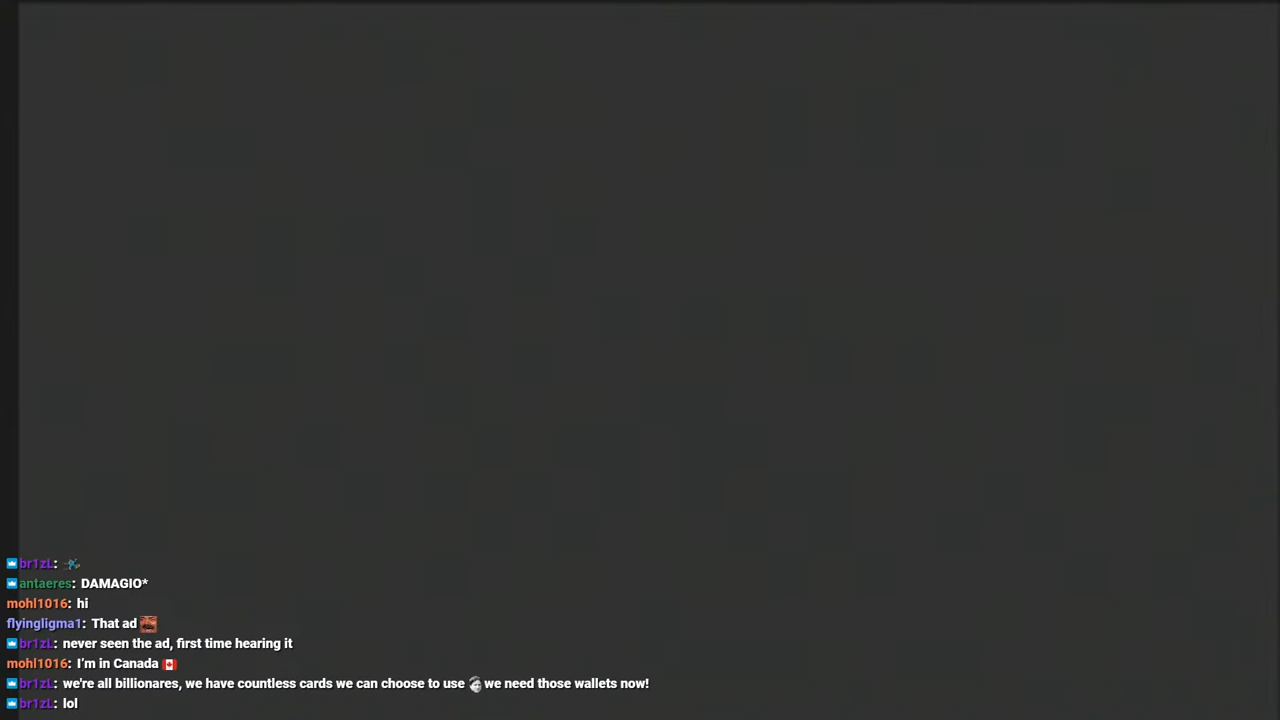 br1zL:
antaeres: DAMAGIO*
mohl1016: hi
flyingligma1: That ad
br1zL: never seen the ad, first time hearing it
mohl1016: I'm in Canada
br1zL: we're all billionares, we have countless cards we can choose to use we need those wallets now!
br1zL: lol